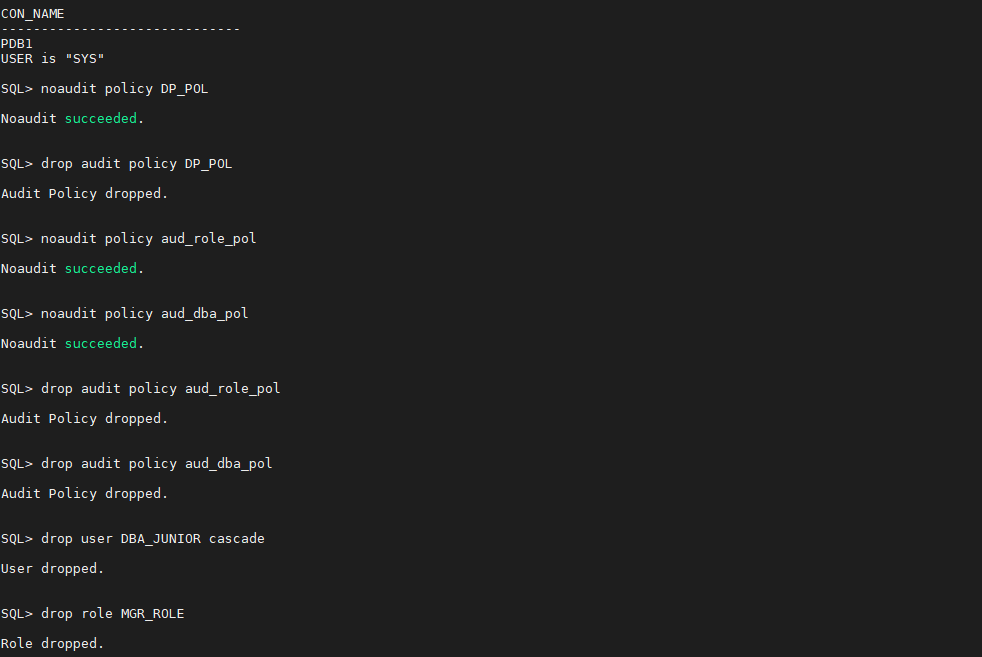 CON_NAME
------------------------------
PDB1
USER is "SYS"
SQL> noaudit policy DP_POL
Noaudit succeeded.
SQL> drop audit policy DP_POL
Audit Policy dropped.
SQL> noaudit policy aud_role_pol
Noaudit succeeded.
SQL> noaudit policy aud_dba_pol
Noaudit succeeded.
SQL> drop audit policy aud_role_pol
Audit Policy dropped.
SQL> drop audit policy aud_dba_pol
Audit Policy dropped.
SQL> drop user DBA_JUNIOR cascade
User dropped.
SQL> drop role MGR_ROLE
Role dropped.